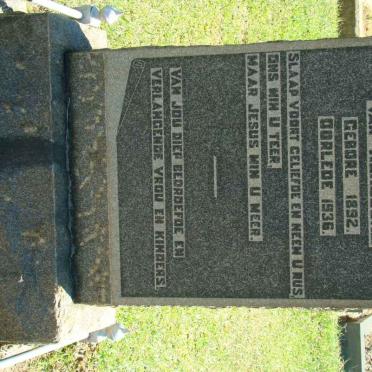 GEBORE 1892.
OORLEDE 1936.
SLAAP VOORT GELIEFDE EN NEEM U RUS,
ONS MIN U TEER,
MAAR JESUS MIN U MEER.
VAN JOU DIEP BEDROEFDE EN
VERLANGENDE VROU EN KINDERS.